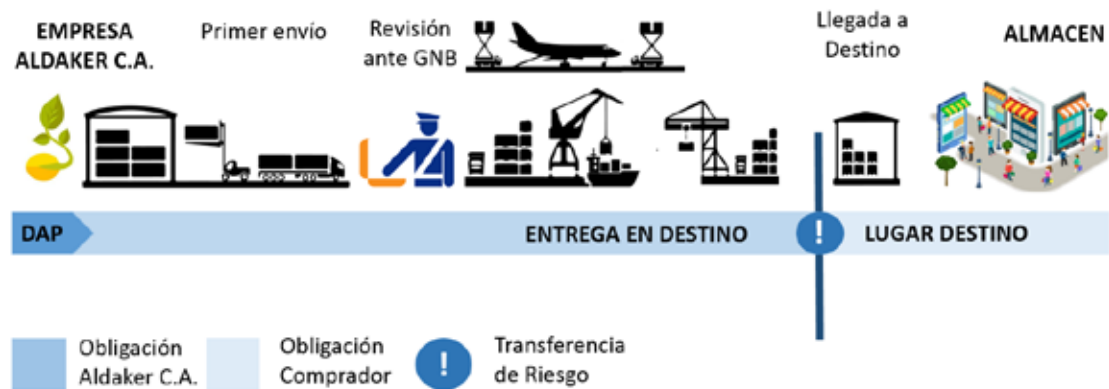 EMPRESA
ALDAKER C.A.
Primer envío
Revisión
ante GNB
Llegada a
Destino
ALMACEN
DAP
ENTREGA EN DESTINO
!
LUGAR DESTINO
Obligación
Aldaker C.A.
Obligación
Comprador
!
Transferencia
de Riesgo